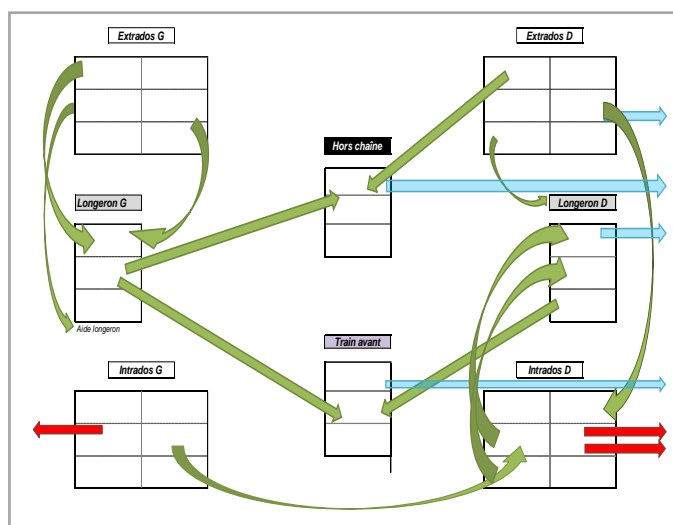 Extrados G
Extrados D
Hors chaîne
Longeron G
Longeron D
Aide longeron
Train avant
Intrados G
Intrados D